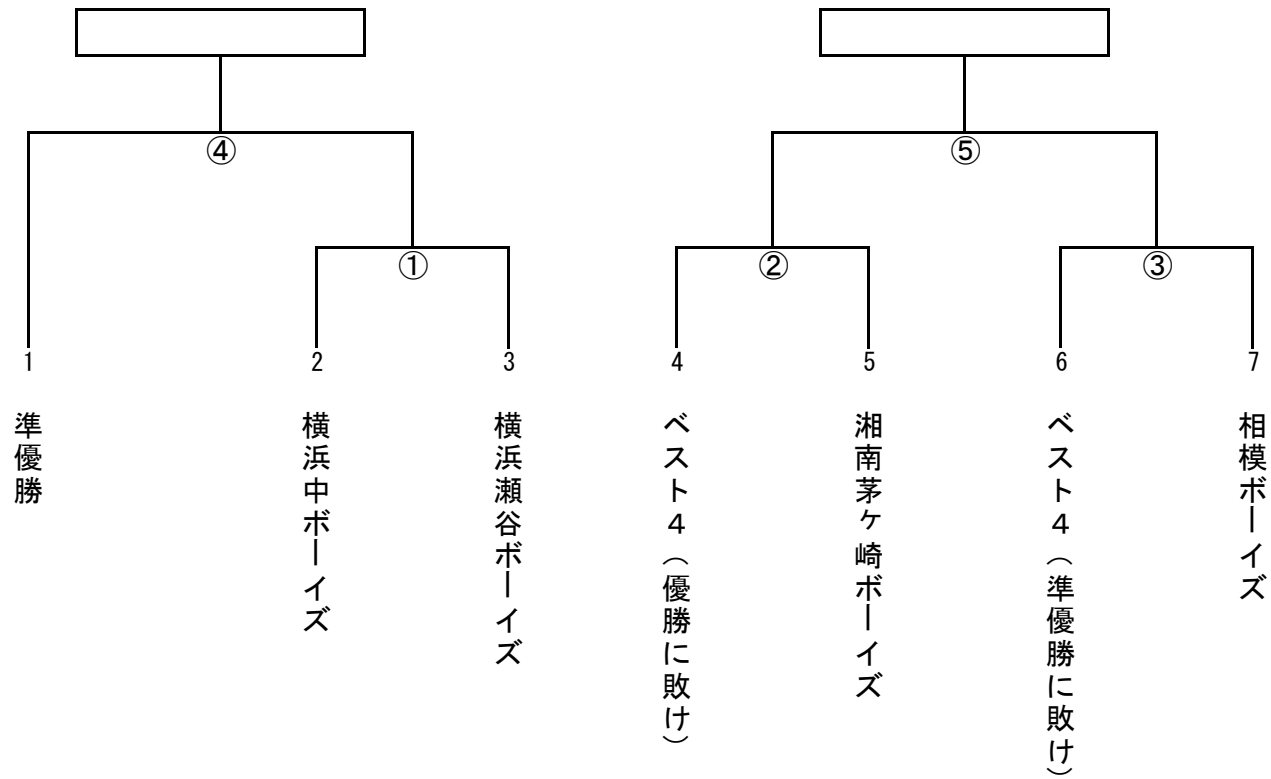 ④
⑤
①
②
③
1
2
3
4
5
6
7
準優勝
横浜中ボーイズ
横浜瀬谷ボーイズ
ベスト４（優勝に敗け）
湘南茅ヶ崎ボーイズ
ベスト４（準優勝に敗け）
相模ボーイズ